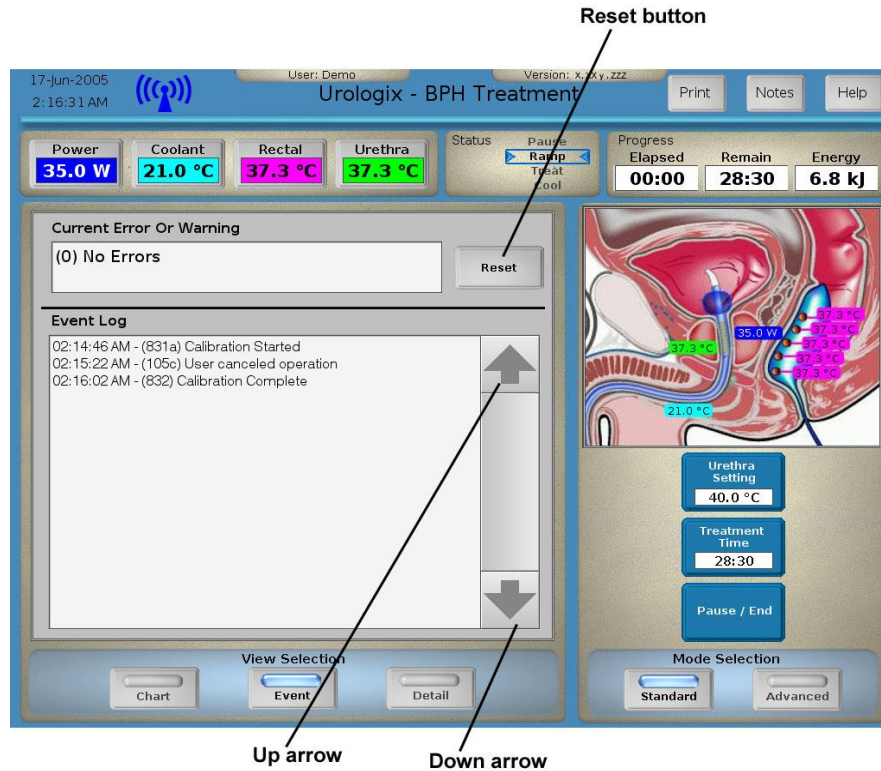 Reset button
17-Jun-2005
2:16:31 AM
User: Demo
Version: x.xxy.zzz
Urologix - BPH Treatment
Print
Notes
Help
Power
35.0 W
Coolant
21.0 °C
Rectal
37.3 °C
Urethra
37.3 °C
Status
Pause
Ramp
Treat
Cool
Progress
Elapsed
00:00
Remain
28:30
Energy
6.8 kJ
Current Error Or Warning
(0) No Errors
Reset
Event Log
02:14:46 AM - (831a) Calibration Started
02:15:22 AM - (105c) User canceled operation
02:16:02 AM - (832) Calibration Complete
37.3 °C
35.0 W
37.3 °C
37.3 °C
37.3 °C
37.3 °C
37.3 °C
21.0 °C
Urethra
Setting
40.0 °C
Treatment
Time
28:30
Pause / End
View Selection
Chart
Event
Detail
Mode Selection
Standard
Advanced
Up arrow
Down arrow